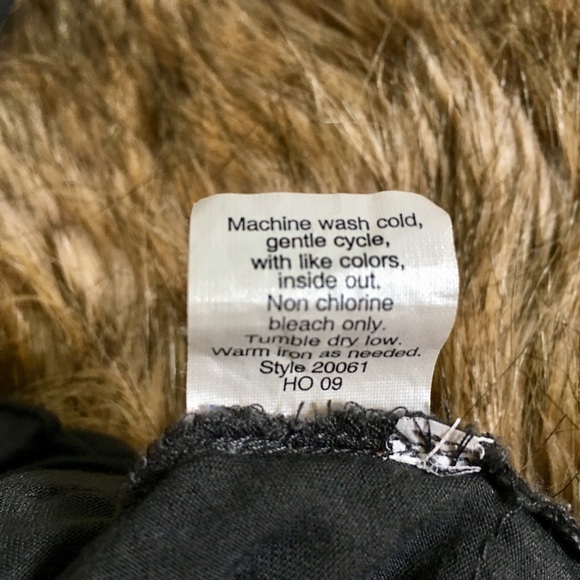 Machine wash cold,
gentle cycle,
with like colors,
inside out.
Non chlorine
bleach only.
Tumble dry low.
Warm iron as needed.
Style 20061
HO 09